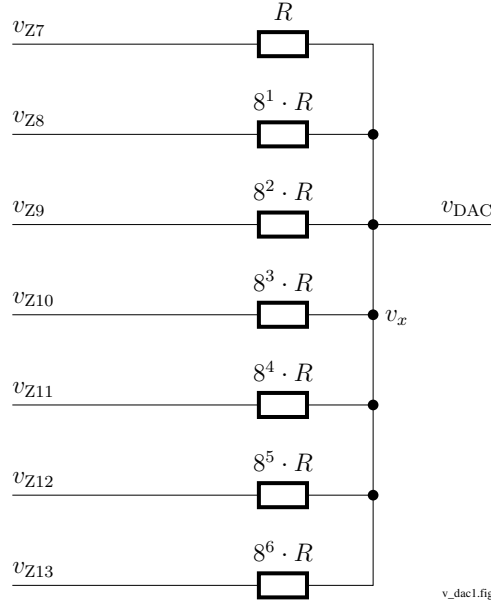 R
v_Z7
8^1 · R
v_Z8
8^2 · R
v_Z9
v_DAC
8^3 · R
v_Z10
v_x
8^4 · R
v_Z11
8^5 · R
v_Z12
8^6 · R
v_Z13
v_dac1.fig